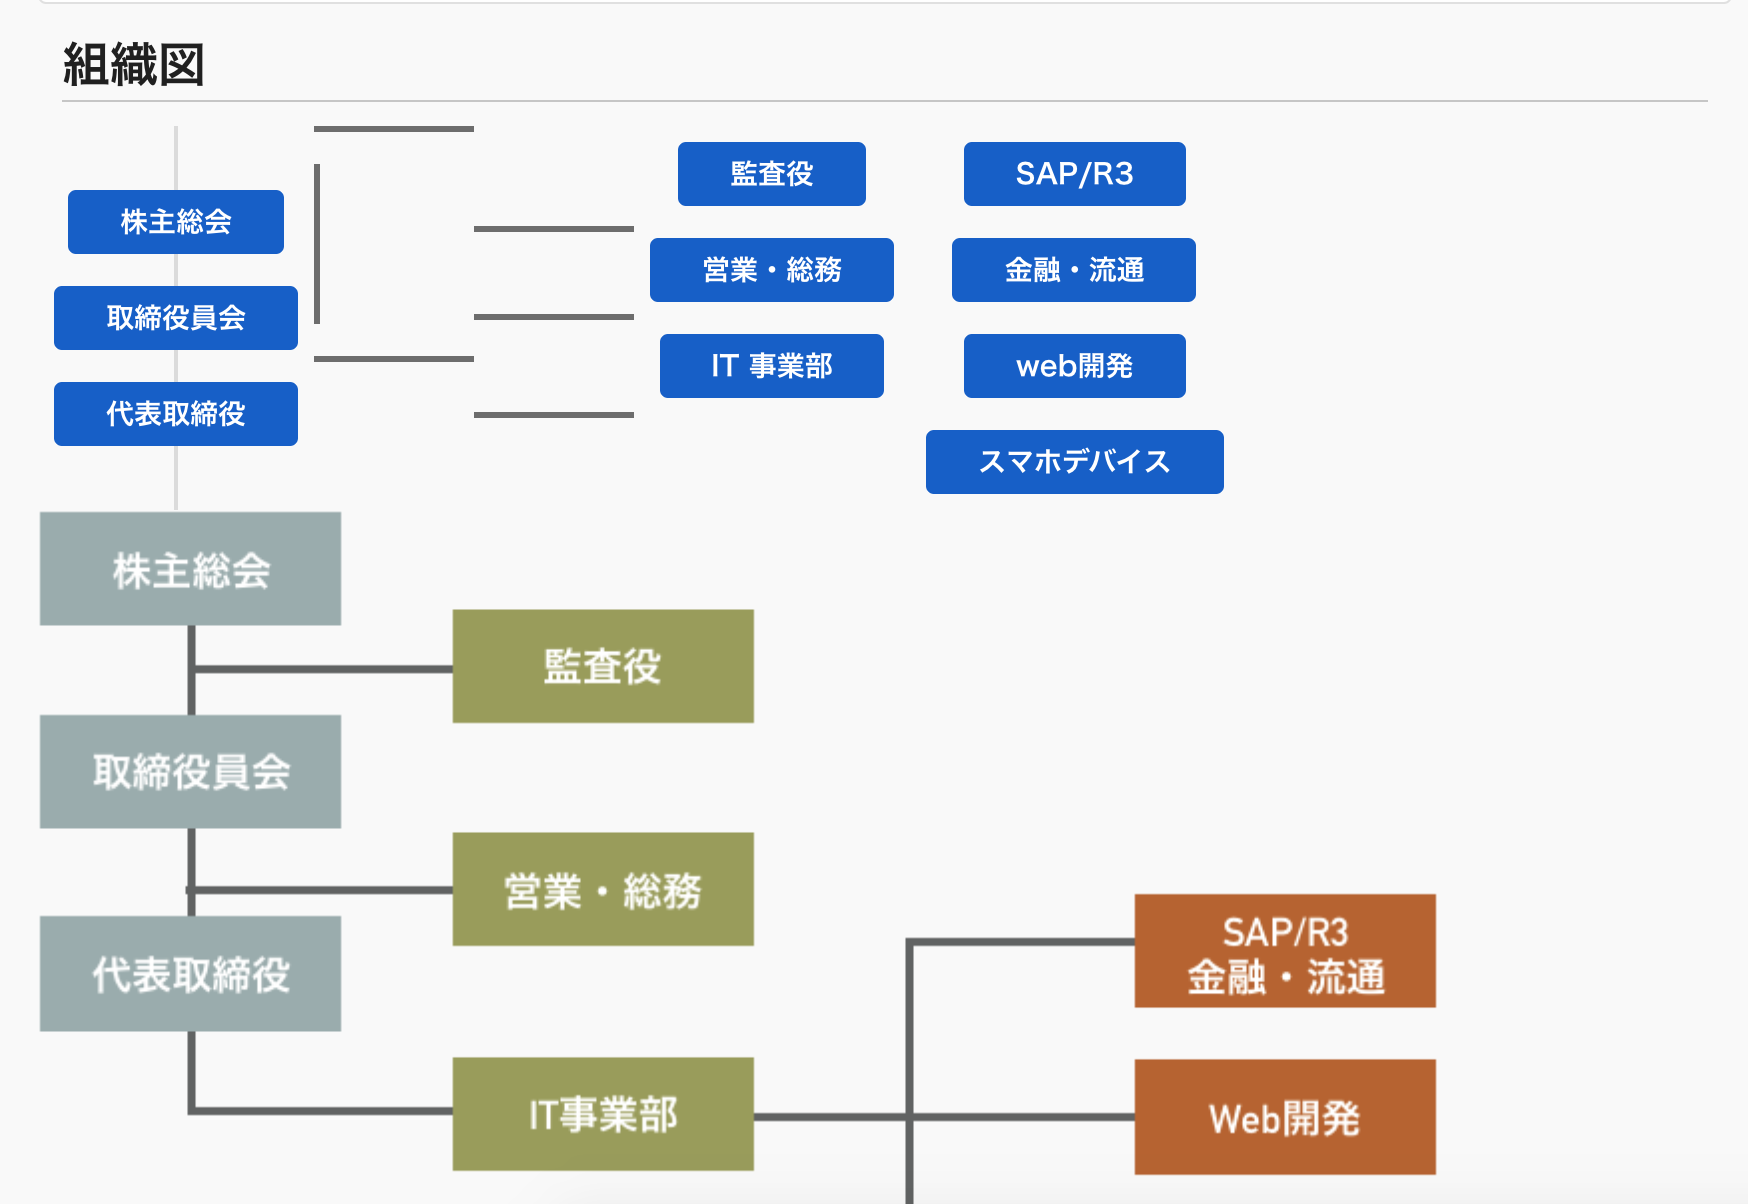 組織図
株主総会
取締役員会
代表取締役
監査役
営業・総務
IT 事業部
SAP/R3
金融・流通
web開発
スマホデバイス
株主総会
監査役
取締役員会
営業・総務
代表取締役
SAP/R3
金融・流通
IT事業部
Web開発